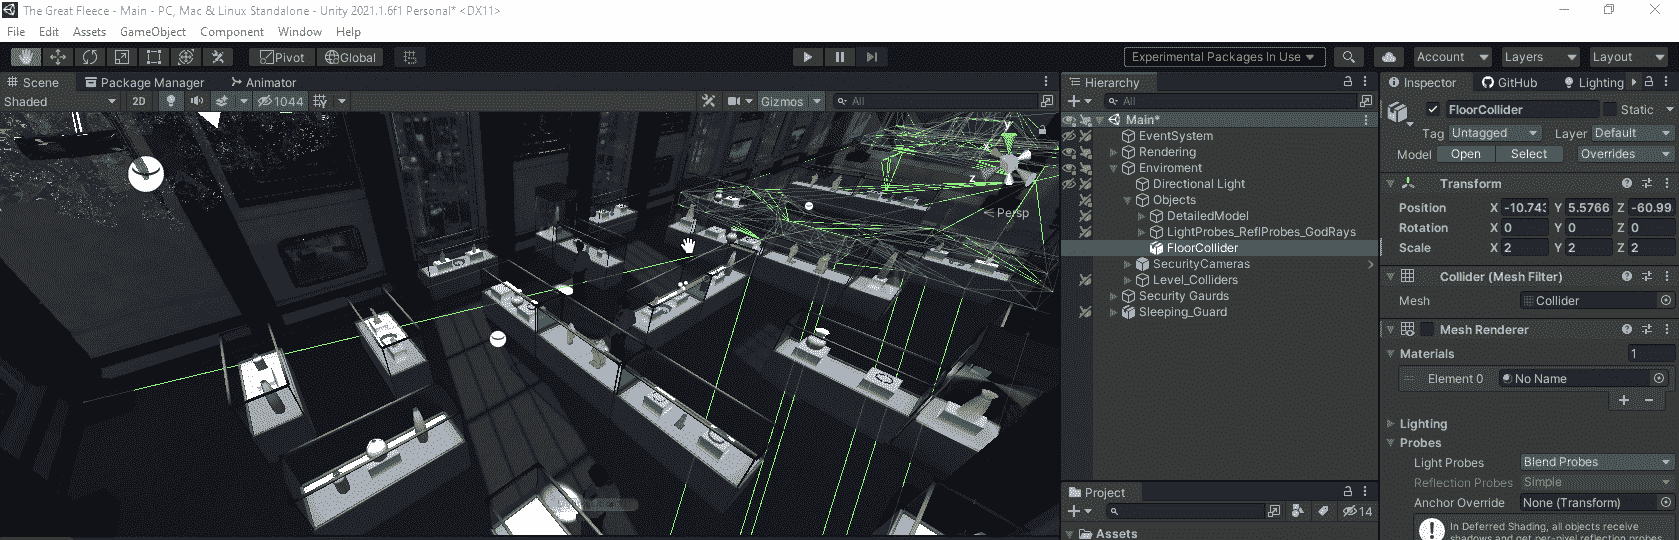 The Great Fleece - Main - PC, Mac & Linux Standalone - Unity 2021.1.6f1 Personal* <DX11>
File Edit Assets GameObject Component Window Help
Pivot Global Experimental Packages In Use Account Layers Layout
Scene Package Manager Animator
Shaded 2D 1044 Gizmos All
y
z
Persp
Hierarchy
All
Main*
EventSystem
Rendering
Enviroment
Directional Light
Objects
DetailedModel
LightProbes_ReflProbes_GodRays
FloorCollider
SecurityCameras
Level_Colliders
Security Gaurds
Sleeping_Guard
Project
14
Assets
Inspector GitHub Lighting
FloorCollider Static
Tag Untagged Layer Default
Model Open Select Overrides
Transform
Position X -10.743 Y 5.5766 Z -60.99
Rotation X 0 Y 0 Z 0
Scale X 2 Y 2 Z 2
Collider (Mesh Filter)
Mesh Collider
Mesh Renderer
Materials 1
Element 0 No Name
+ −
Lighting
Probes
Light Probes Blend Probes
Reflection Probes Simple
Anchor Override None (Transform)
In Deferred Shading, all objects receive
shadows and get per-pixel reflection probes